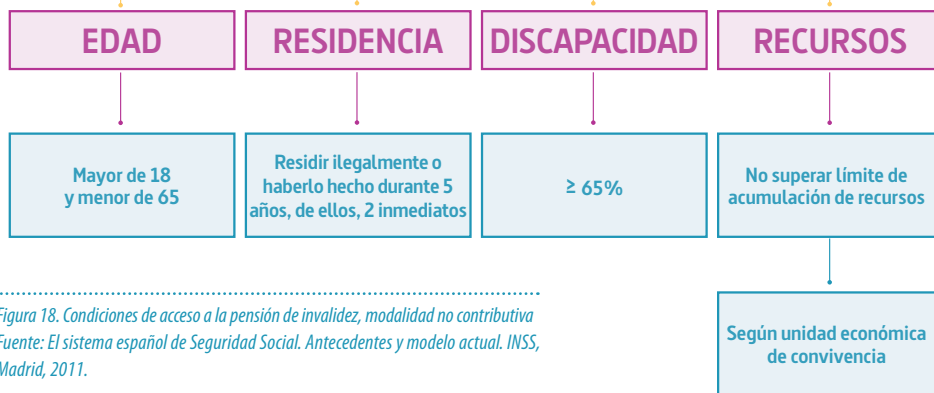 EDAD
RESIDENCIA
DISCAPACIDAD
RECURSOS
Mayor de 18
y menor de 65
Residir ilegalmente o
haberlo hecho durante 5
años, de ellos, 2 inmediatos
≥ 65%
No superar límite de
acumulación de recursos
Según unidad económica
de convivencia
Figura 18. Condiciones de acceso a la pensión de invalidez, modalidad no contributiva
Fuente: El sistema español de Seguridad Social. Antecedentes y modelo actual. INSS,
Madrid, 2011.